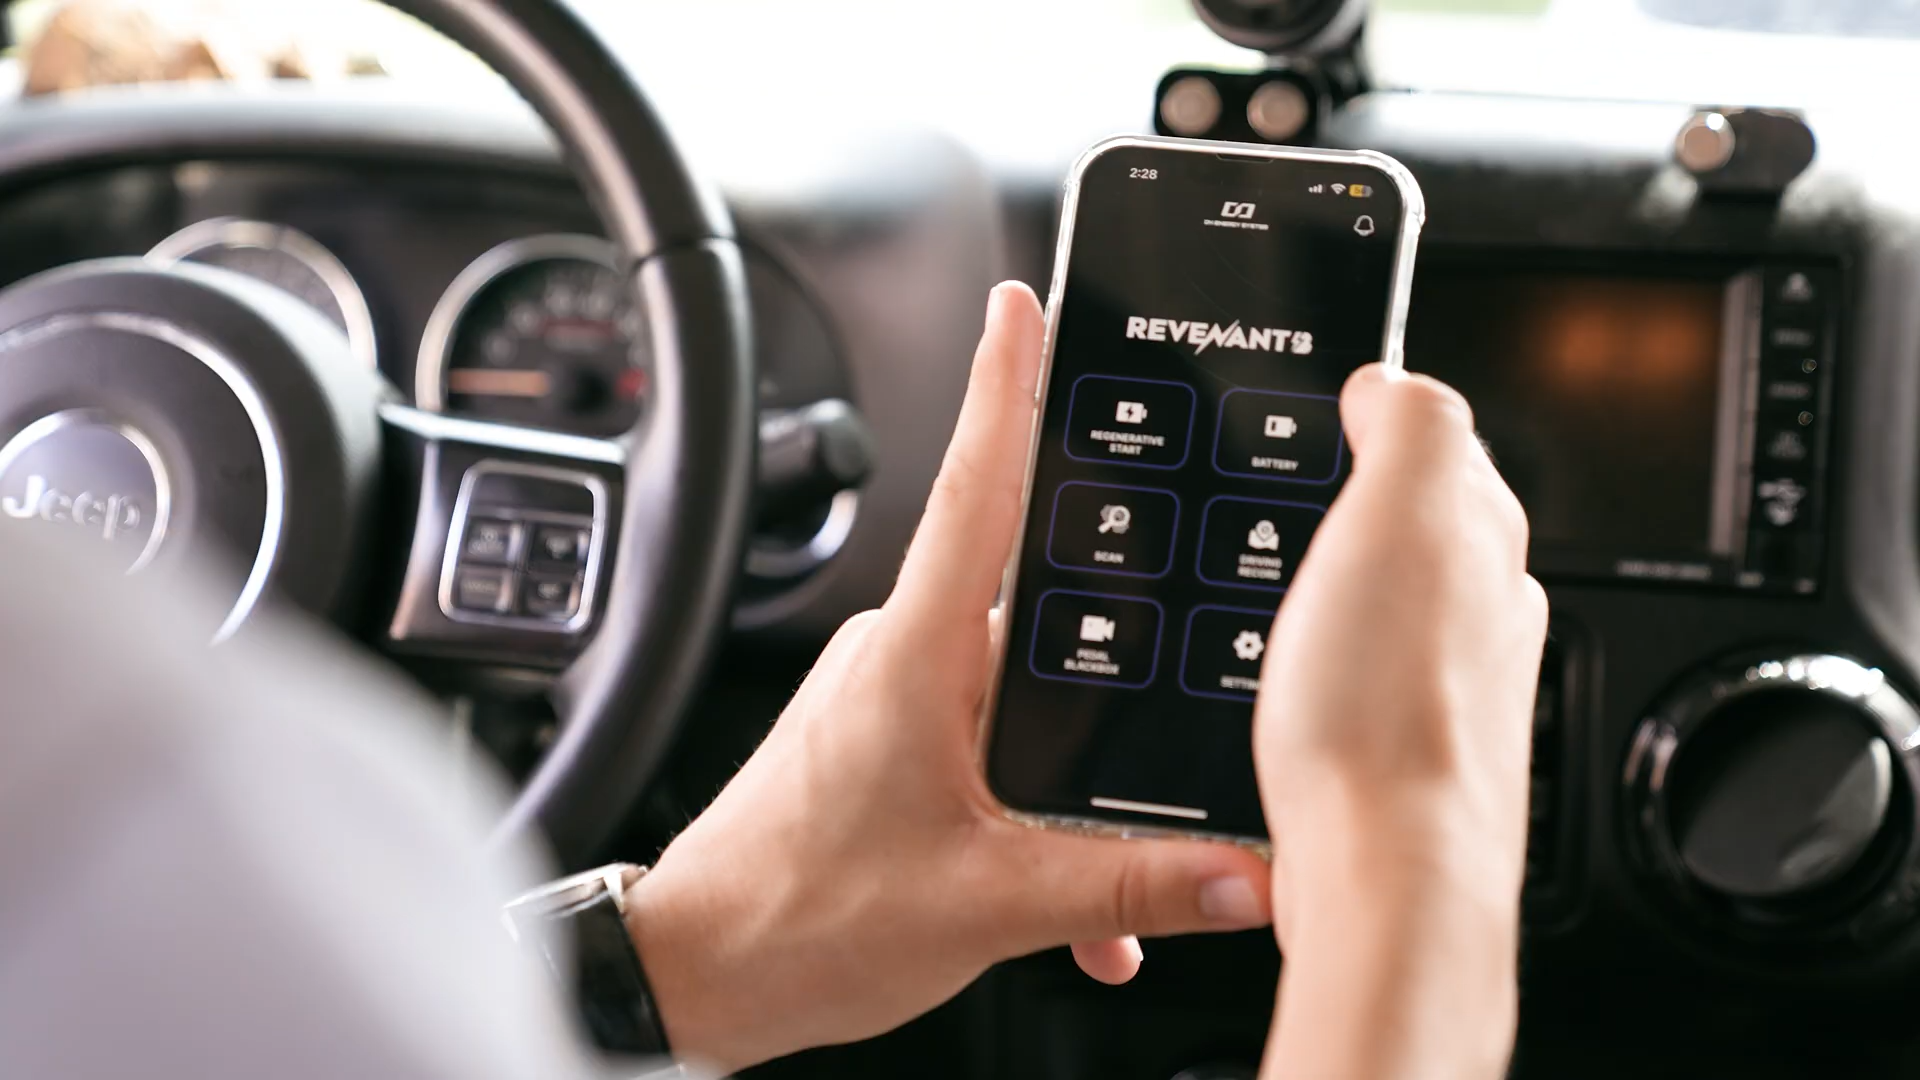 2:28
REVENANT
REGENERATIVE
START
BATTERY
SCAN
DRIVING
RECORD
PEDAL
BLACKBOX
Jeep